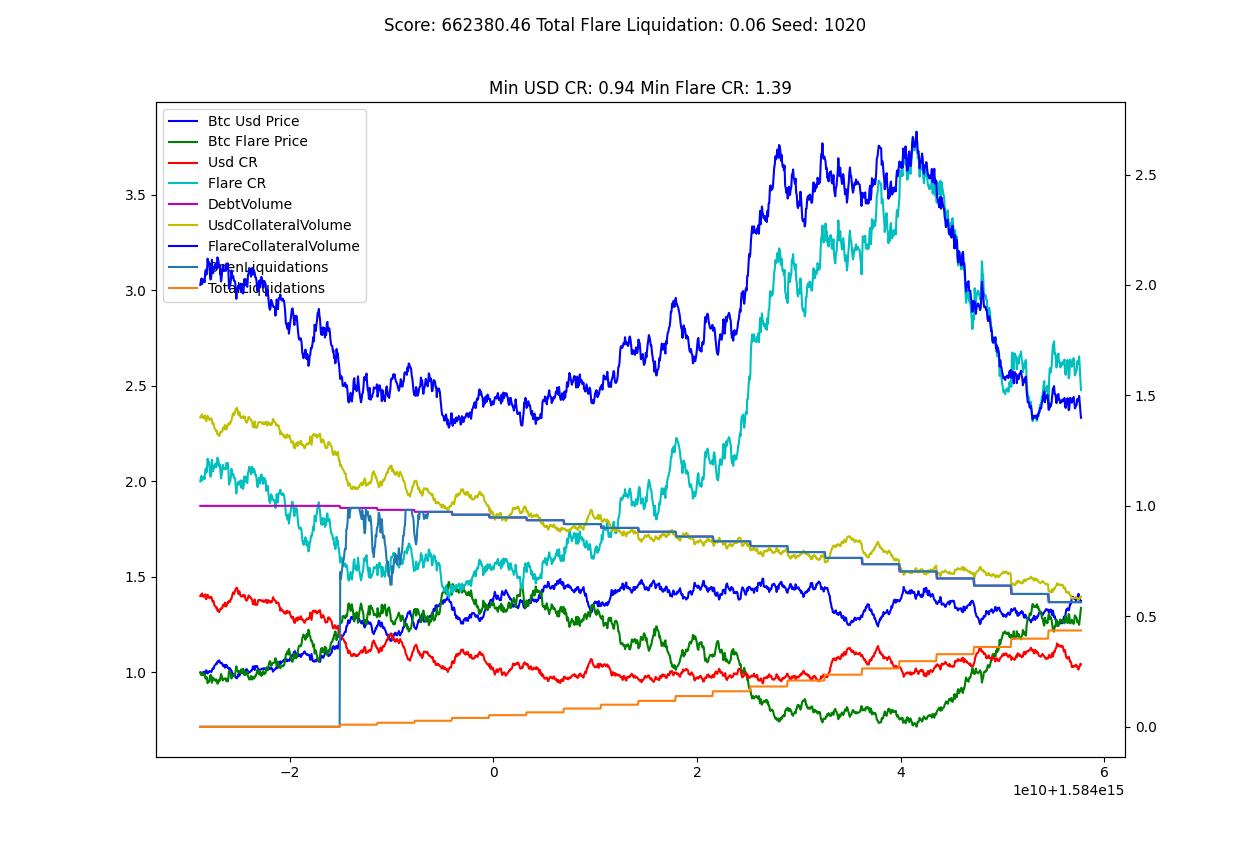 Score: 662380.46 Total Flare Liquidation: 0.06 Seed: 1020
Min USD CR: 0.94 Min Flare CR: 1.39
Btc Usd Price
Btc Flare Price
Usd CR
Flare CR
DebtVolume
UsdCollateralVolume
FlareCollateralVolume
OpenLiquidations
TotalLiquidations
3.5
3.0
2.5
2.0
1.5
1.0
2.5
2.0
1.5
1.0
0.5
0.0
−2 0 2 4 6
1e10+1.584e15